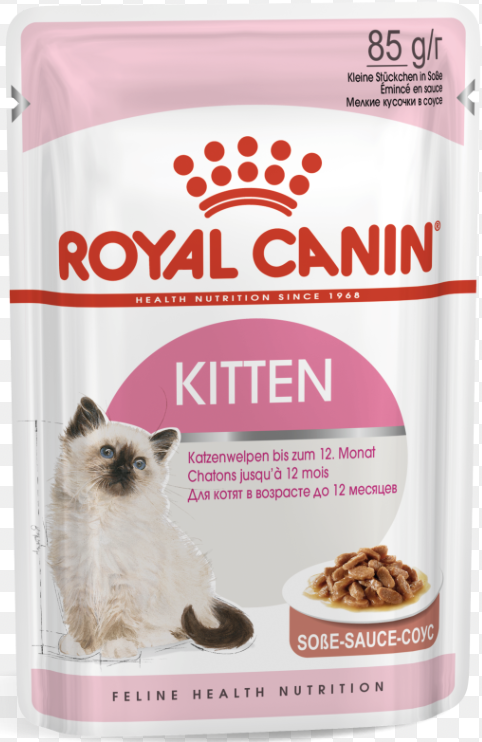 85 g/г
Kleine Stückchen in Soße
Émincé en sauce
Мелкие кусочки в соусе
ROYAL CANIN®
HEALTH NUTRITION SINCE 1968
KITTEN
Katzenwelpen bis zum 12. Monat
Chatons jusqu'à 12 mois
Для котят в возрасте до 12 месяцев
SOßE-SAUCE-СОУС
FELINE HEALTH NUTRITION